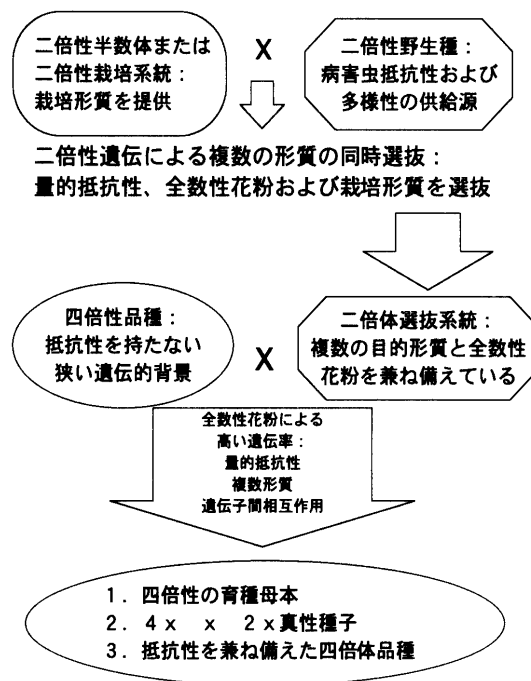 二倍性半数体または
二倍性栽培系統：
栽培形質を提供
X
二倍性野生種：
病害虫抵抗性および
多様性の供給源
二倍性遺伝による複数の形質の同時選抜：
量的抵抗性、全数性花粉および栽培形質を選抜
四倍性品種：
抵抗性を持たない
狭い遺伝的背景
X
二倍体選抜系統：
複数の目的形質と全数性
花粉を兼ね備えている
全数性花粉による
高い遺伝率：
量的抵抗性
複数形質
遺伝子間相互作用
1．四倍性の育種母本
2．4x x 2x真性種子
3．抵抗性を兼ね備えた四倍体品種